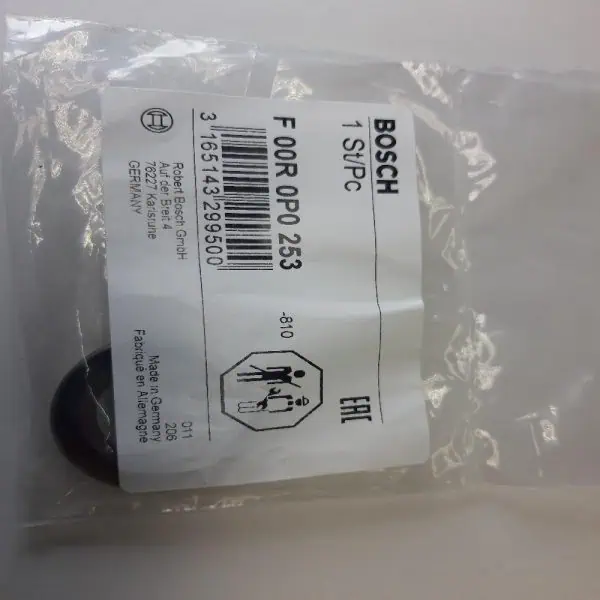 BOSCH
1 St/Pc
EAC
F 00R 0P0 253
-810
3 165143 299500
Robert Bosch GmbH
Auf der Breit 4
76227 Karlsruhe
GERMANY
011
206
Made in Germany
Fabriqué en Allemagne